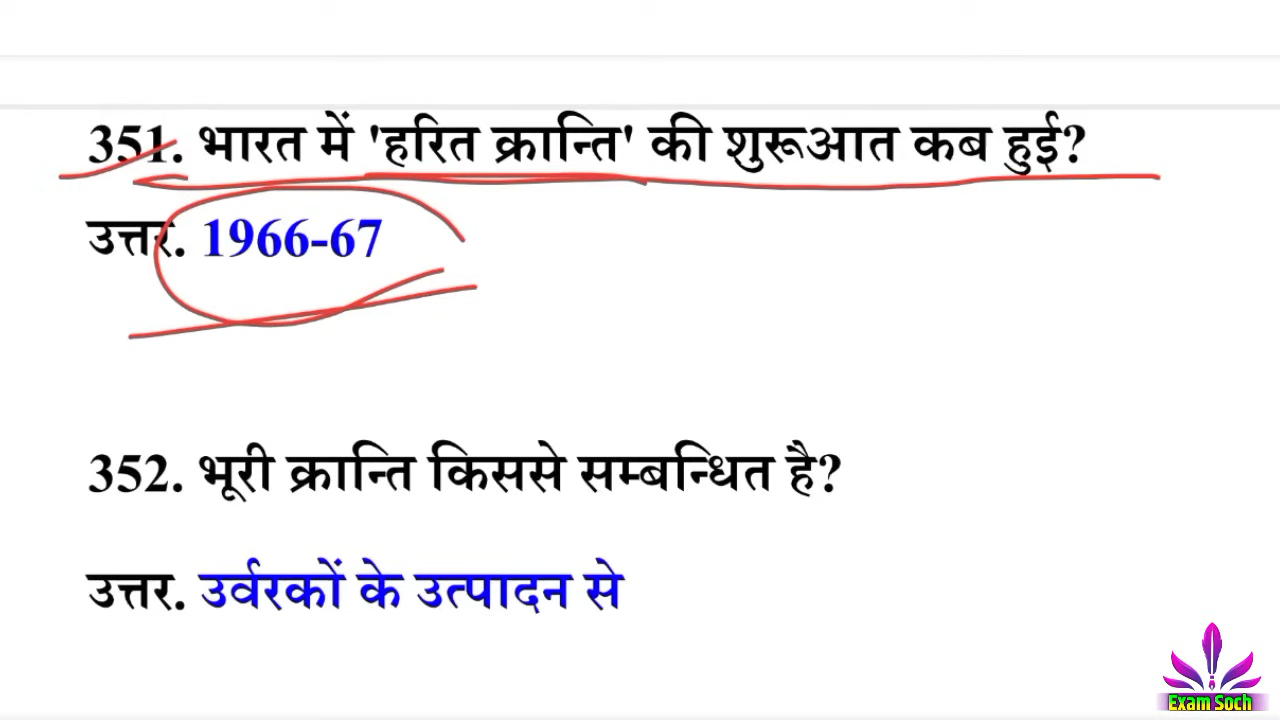 351. भारत में 'हरित क्रान्ति' की शुरूआत कब हुई?
उत्तर. 1966-67
352. भूरी क्रान्ति किससे सम्बन्धित है?
उत्तर. उर्वरकों के उत्पादन से
Exam Soch